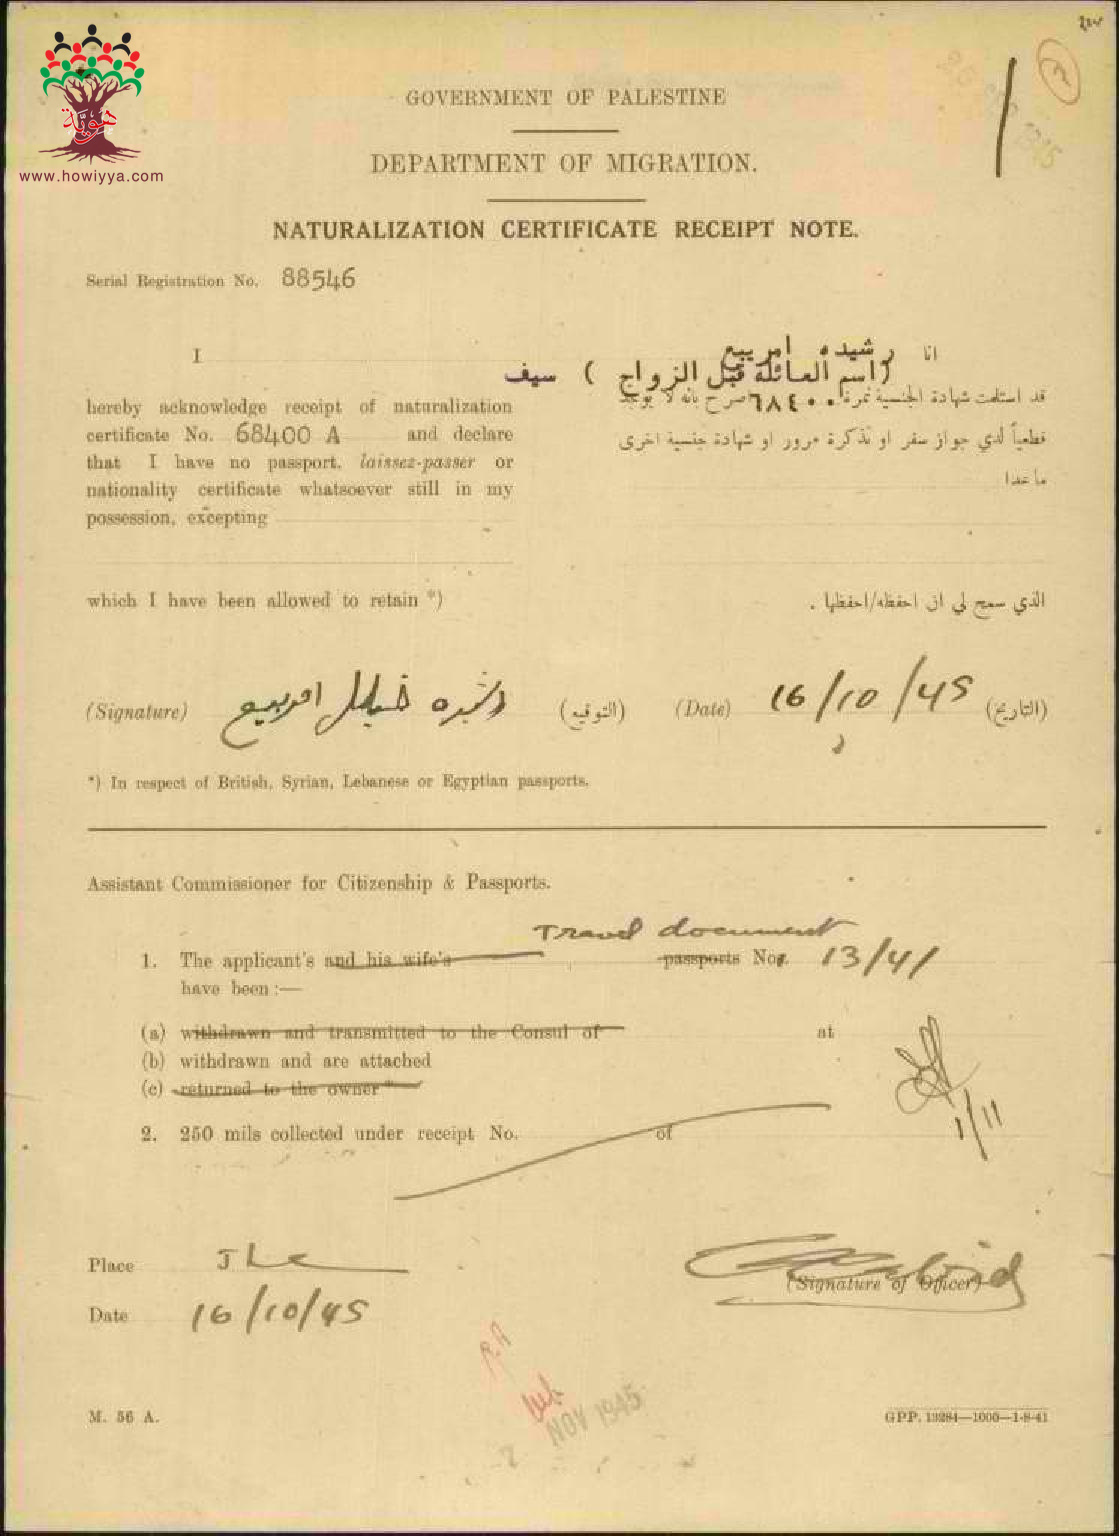 هوية
www.howiyya.com
GOVERNMENT OF PALESTINE
DEPARTMENT OF MIGRATION.
NATURALIZATION CERTIFICATE RECEIPT NOTE.
Serial Registration No. 88546
I
hereby acknowledge receipt of naturalization
certificate No. 68400 A and declare
that I have no passport, laissez-passer or
nationality certificate whatsoever still in my
possession, excepting
which I have been allowed to retain *)
انا رشيده امربيع
(اسم العائلة قبل الزواج ) سيف
قد استلمت شهادة الجنسية نمرة ٦٨٤٠٠ اصرح بانه لا يوجد
قطعياً لدي جواز سفر او تذكرة مرور او شهادة جنسية اخرى
ما عدا
الذي سمح لي ان احفظه/احفظها .
(Signature) رشيده خليل امربيع (التوقيع) (Date) 16/10/45 (التاريخ)
*) In respect of British, Syrian, Lebanese or Egyptian passports.
Assistant Commissioner for Citizenship & Passports.
Travel document
1. The applicant's and his wife's passports Nos. 13/41
have been :—
(a) withdrawn and transmitted to the Consul of at
(b) withdrawn and are attached
(c) returned to the owner *
1/11
2. 250 mils collected under receipt No. of
Place
(Signature of Officer)
Date 16/10/45
NOV 1945
M. 56 A.
GPP. 13284—1000—1-8-41